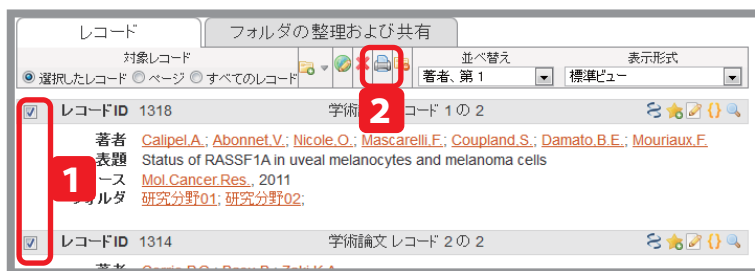 レコード フォルダの整理および共有
対象レコード 並べ替え 表示形式
選択したレコード ページ すべてのレコード 著者、第 1 標準ビュー
2
レコードID 1318 学術 コード 1 の 2
著者 Calipel.A.; Abonnet.V.; Nicole.O.; Mascarelli.F.; Coupland.S.; Damato.B.E.; Mouriaux.F.
1
表題 Status of RASSF1A in uveal melanocytes and melanoma cells
ース Mol.Cancer.Res., 2011
ルダ 研究分野01; 研究分野02;
レコードID 1314 学術論文 レコード 2 の 2